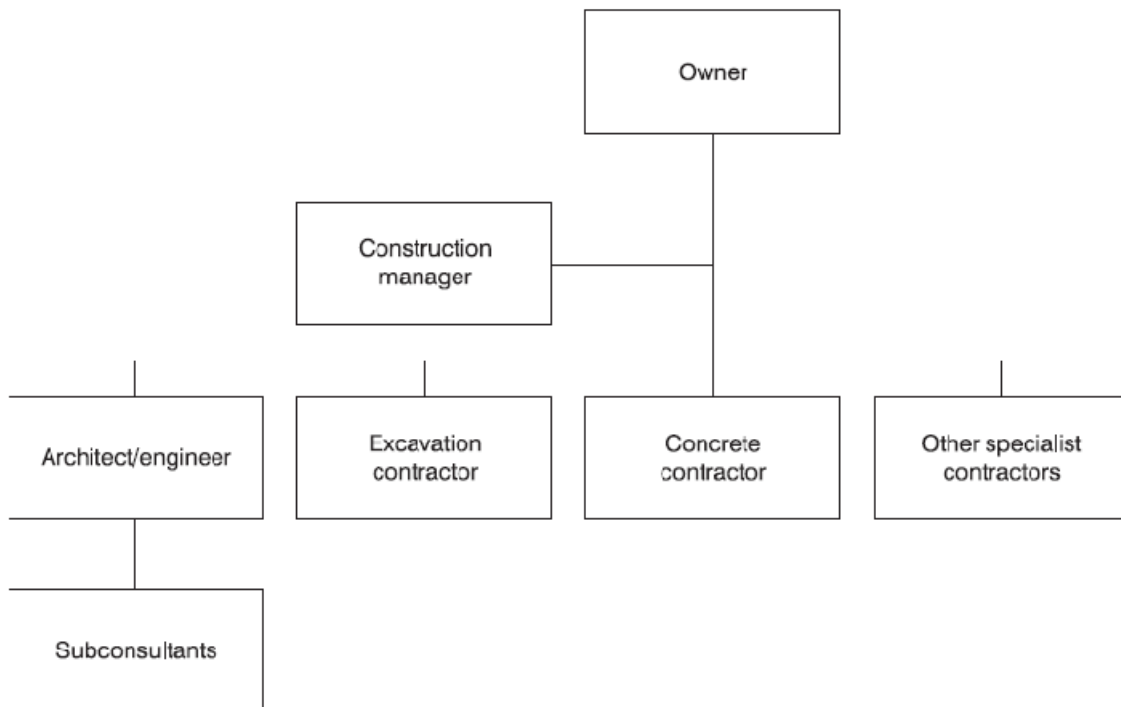 Owner
Construction
manager
Architect/engineer
Excavation
contractor
Concrete
contractor
Other specialist
contractors
Subconsultants